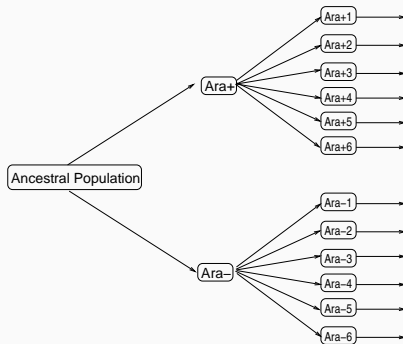 Ara+1
Ara+2
Ara+3
Ara+4
Ara+5
Ara+6
Ara+
Ancestral Population
Ara−
Ara−1
Ara−2
Ara−3
Ara−4
Ara−5
Ara−6